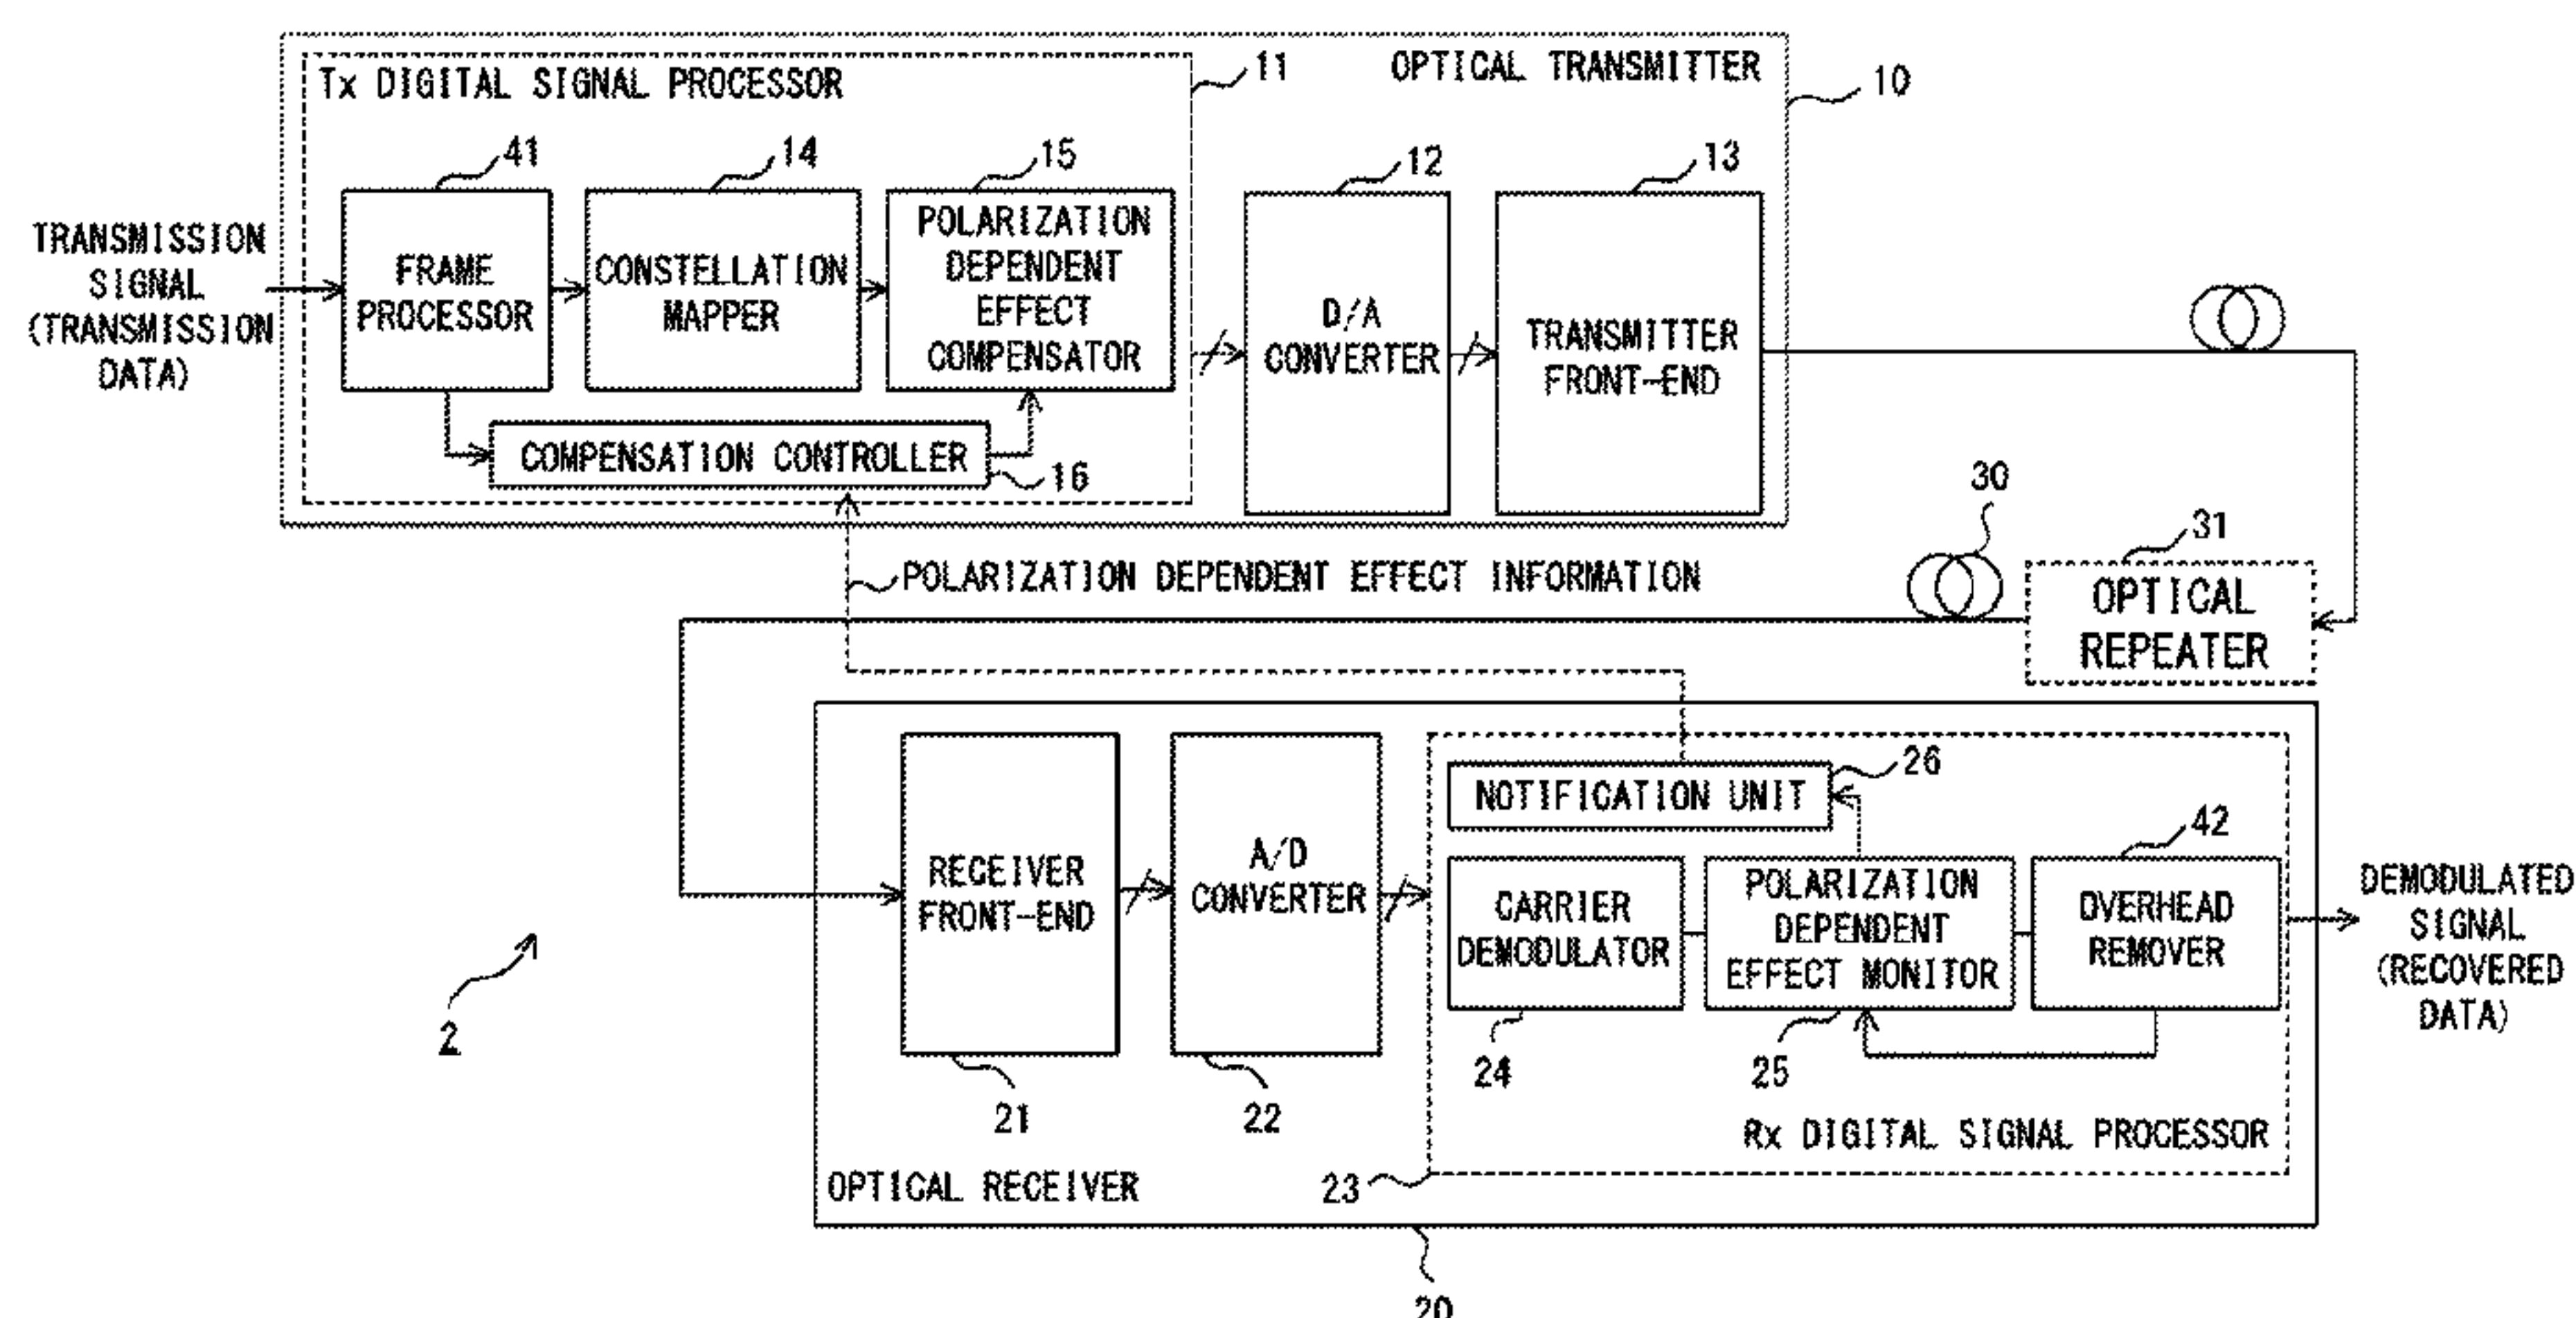 Tx DIGITAL SIGNAL PROCESSOR
11
OPTICAL TRANSMITTER
10
41
14
15
12
13
TRANSMISSION
SIGNAL
(TRANSMISSION
DATA)
FRAME
PROCESSOR
CONSTELLATION
MAPPER
POLARIZATION
DEPENDENT
EFFECT
COMPENSATOR
D/A
CONVERTER
TRANSMITTER
FRONT-END
COMPENSATION CONTROLLER
16
30
31
POLARIZATION DEPENDENT EFFECT INFORMATION
OPTICAL
REPEATER
NOTIFICATION UNIT
26
42
RECEIVER
FRONT-END
A/D
CONVERTER
CARRIER
DEMODULATOR
POLARIZATION
DEPENDENT
EFFECT MONITOR
OVERHEAD
REMOVER
DEMODULATED
SIGNAL
(RECOVERED
DATA)
2
21
22
24
25
Rx DIGITAL SIGNAL PROCESSOR
OPTICAL RECEIVER
23
20